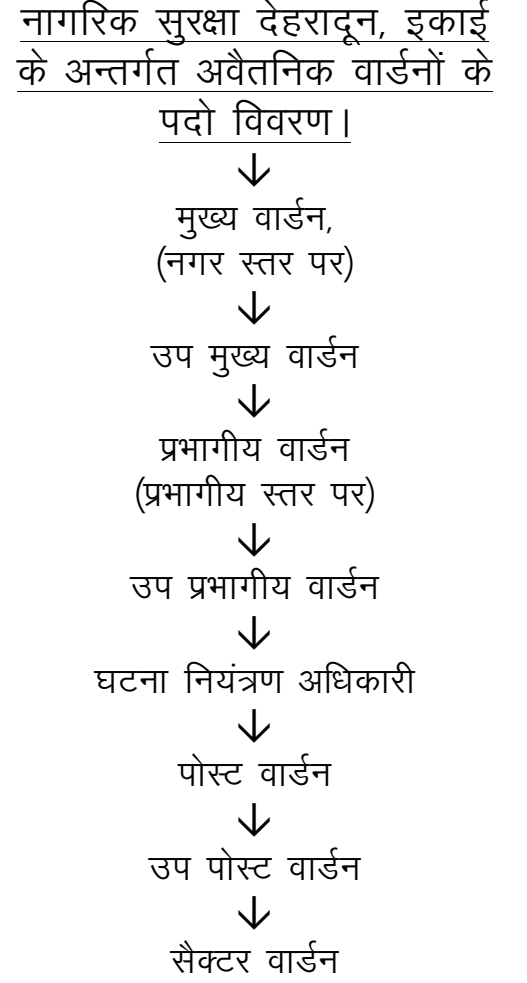 नागरिक सुरक्षा देहरादून, इकाई
के अन्तर्गत अवैतनिक वार्डनों के
पदो विवरण।
↓
मुख्य वार्डन,
(नगर स्तर पर)
↓
उप मुख्य वार्डन
↓
प्रभागीय वार्डन
(प्रभागीय स्तर पर)
↓
उप प्रभागीय वार्डन
↓
घटना नियंत्रण अधिकारी
↓
पोस्ट वार्डन
↓
उप पोस्ट वार्डन
↓
सैक्टर वार्डन